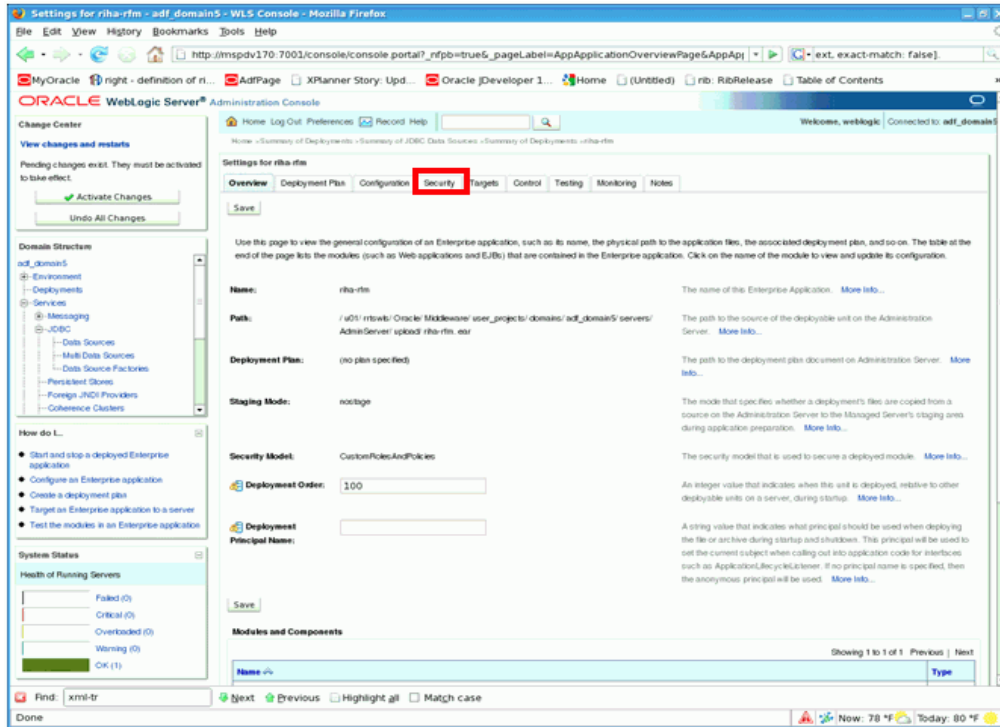 Settings for riha-rfm - adf_domain5 - WLS Console - Mozilla Firefox
File Edit View History Bookmarks Tools Help
http://mspdv170:7001/console/console.portal?_nfpb=true&_pageLabel=AppApplicationOverviewPage&AppApp
ext, exact-match: false].
MyOracle right - definition of ri... AdfPage XPlanner Story: Upd... Oracle JDeveloper 1... Home (Untitled) rib: RibRelease Table of Contents
ORACLE WebLogic Server® Administration Console
Change Center
View changes and restarts
Pending changes exist. They must be activated
to take effect.
Activate Changes
Undo All Changes
Domain Structure
adf_domain5
Environment
Deployments
Services
Messaging
JDBC
Data Sources
Multi Data Sources
Data Source Factories
Persistent Stores
Foreign JNDI Providers
Coherence Clusters
How do I...
Start and stop a deployed Enterprise
application
Configure an Enterprise application
Create a deployment plan
Target an Enterprise application to a server
Test the modules in an Enterprise application
System Status
Health of Running Servers
Failed (0)
Critical (0)
Overloaded (0)
Warning (0)
OK (1)
Home Log Out Preferences Record Help
Welcome, weblogic Connected to: adf_domain5
Home >Summary of Deployments >Summary of JDBC Data Sources >Summary of Deployments >riha-rfm
Settings for riha-rfm
Overview Deployment Plan Configuration Security Targets Control Testing Monitoring Notes
Save
Use this page to view the general configuration of an Enterprise application, such as its name, the physical path to the application files, the associated deployment plan, and so on. The table at the
end of the page lists the modules (such as Web applications and EJBs) that are contained in the Enterprise application. Click on the name of the module to view and update its configuration.
Name: riha-rfm The name of this Enterprise Application. More Info...
Path: / u01/ rrtswls/ Oracle/ Middleware/ user_projects/ domains/ adf_domain5/ servers/ The path to the source of the deployable unit on the Administration
AdminServer/ upload/ riha-rfm. ear Server. More Info...
Deployment Plan: (no plan specified) The path to the deployment plan document on Administration Server. More
Info...
Staging Mode: nostage The mode that specifies whether a deployment's files are copied from a
source on the Administration Server to the Managed Server's staging area
during application preparation. More Info...
Security Model: CustomRolesAndPolicies The security model that is used to secure a deployed module. More Info...
Deployment Order: 100 An integer value that indicates when this unit is deployed, relative to other
deployable units on a server, during startup. More Info...
Deployment A string value that indicates what principal should be used when deploying
Principal Name: the file or archive during startup and shutdown. This principal will be used to
set the current subject when calling out into application code for interfaces
such as ApplicationLifecycleListener. If no principal name is specified, then
the anonymous principal will be used. More Info...
Save
Modules and Components
Showing 1 to 1 of 1 Previous | Next
Name Type
Find: xml-tr Next Previous Highlight all Match case
Done Now: 78 °F Today: 80 °F